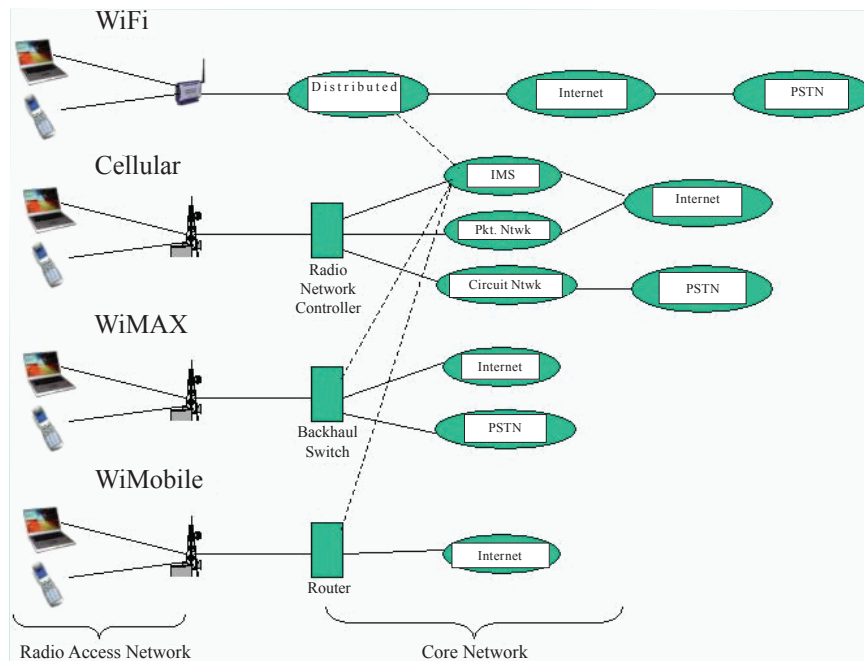 WiFi
Distributed
Internet
PSTN
Cellular
IMS
Internet
Pkt. Ntwk
Radio
Network
Controller
Circuit Ntwk
PSTN
WiMAX
Internet
Backhaul
Switch
PSTN
WiMobile
Internet
Router
Radio Access Network
Core Network